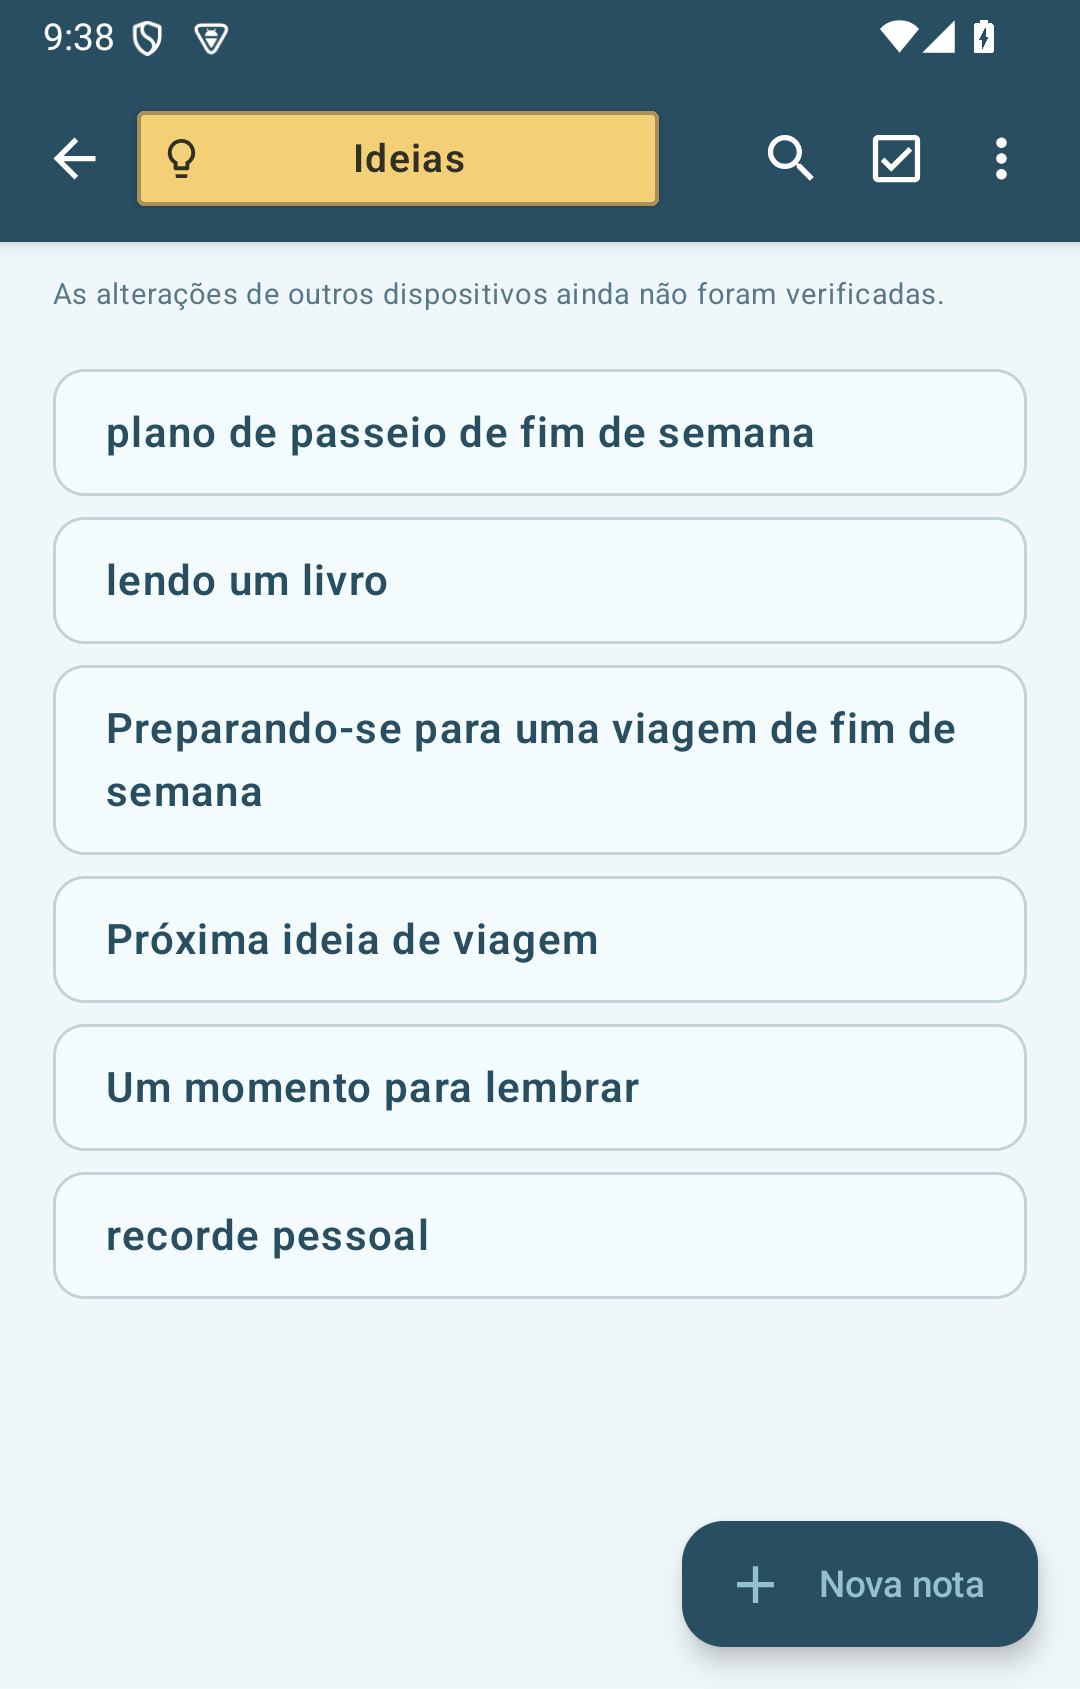 9:38
Ideias
As alterações de outros dispositivos ainda não foram verificadas.
plano de passeio de fim de semana
lendo um livro
Preparando-se para uma viagem de fim de
semana
Próxima ideia de viagem
Um momento para lembrar
recorde pessoal
Nova nota